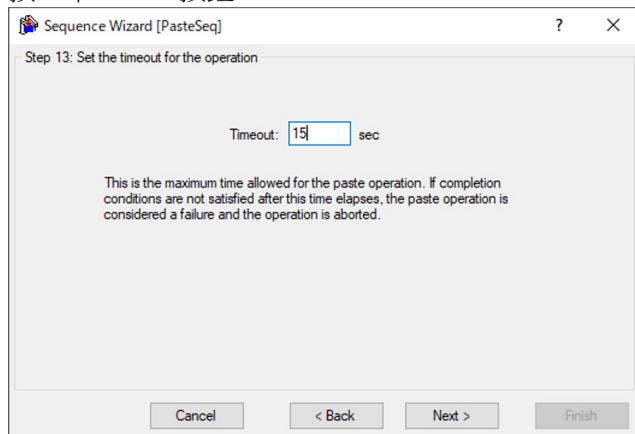 Sequence Wizard [PasteSeq]
? ×
Step 13: Set the timeout for the operation
Timeout: 15 sec
This is the maximum time allowed for the paste operation. If completion
conditions are not satisfied after this time elapses, the paste operation is
considered a failure and the operation is aborted.
Cancel < Back Next > Finish